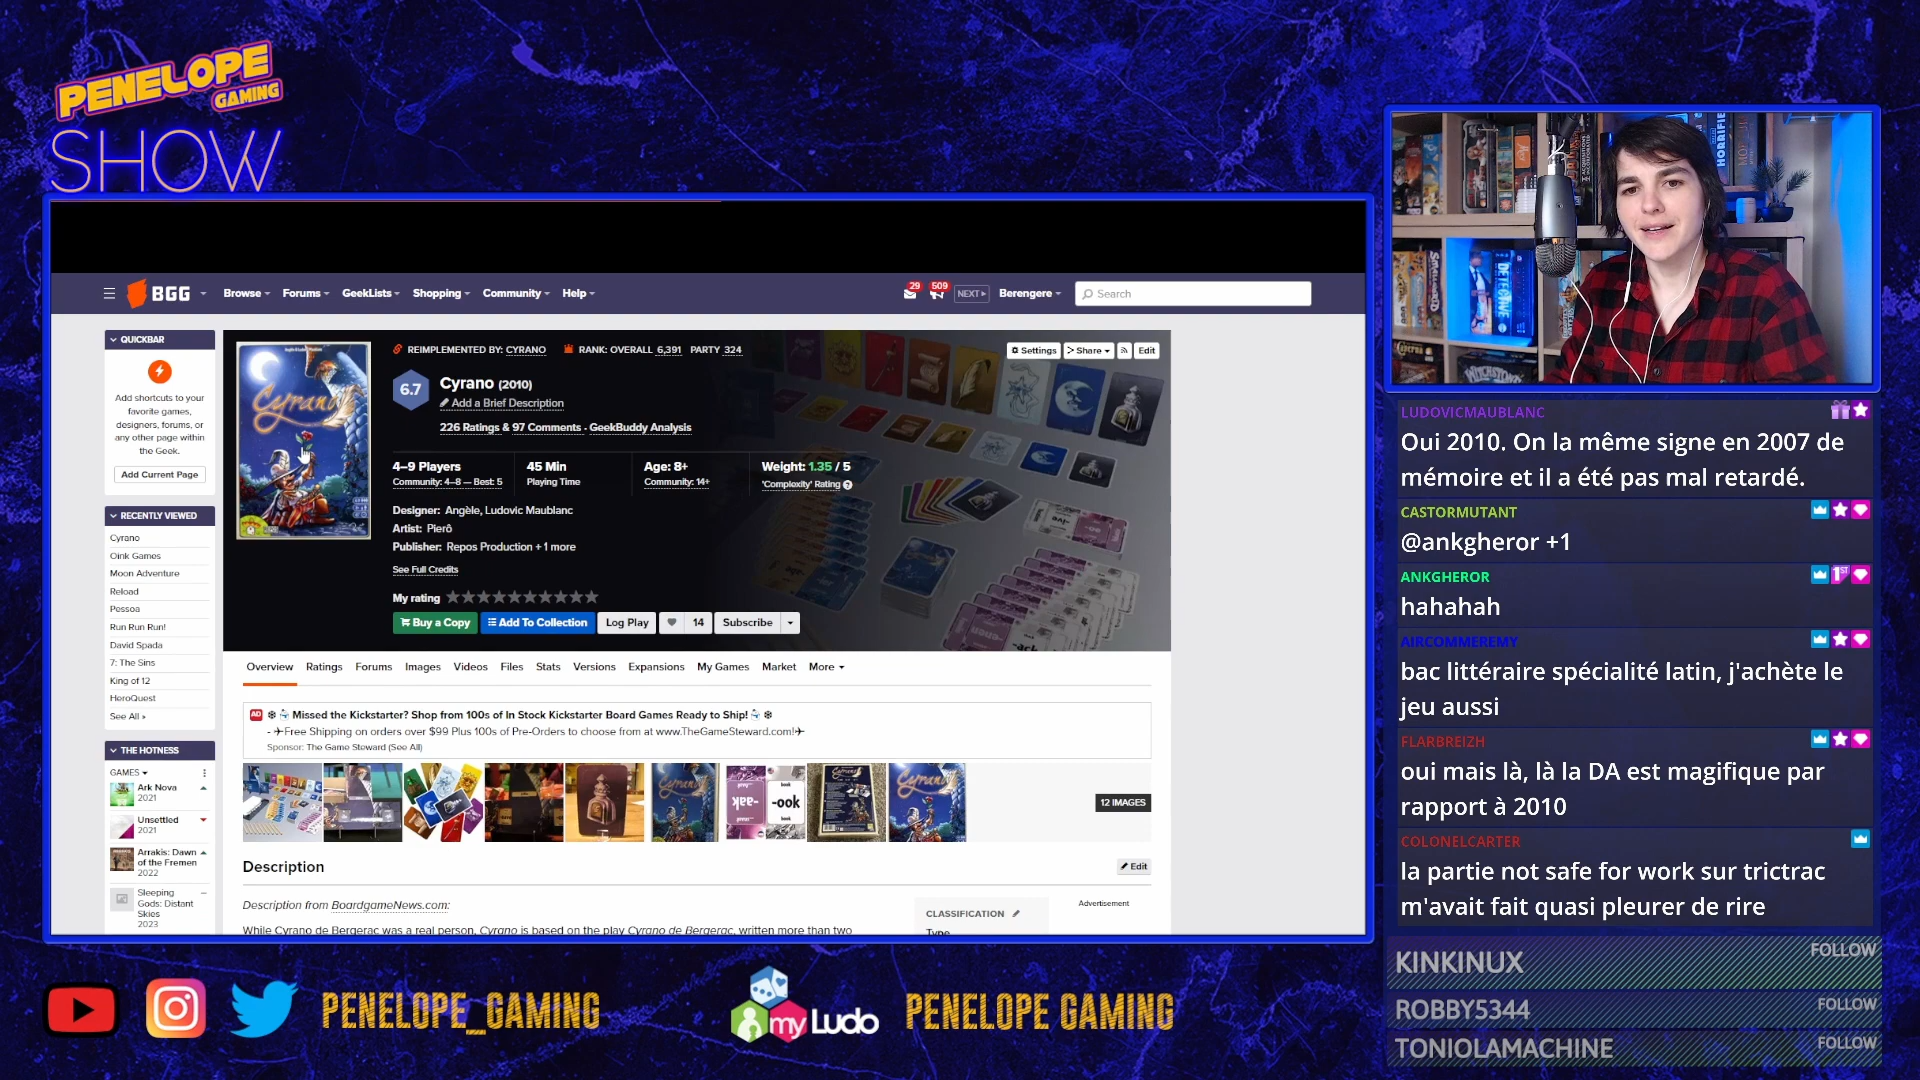 PENELOPE
GAMING
SHOW
BGG
Browse
Forums
GeekLists
Shopping
Community
Help
29
509
NEXT
Berengere
Search
QUICKBAR
Add shortcuts to your
favorite games,
designers, forums, or
any other page within
the Geek.
Add Current Page
RECENTLY VIEWED
Cyrano
Oink Games
Moon Adventure
Reload
Pessoa
Run Run Run!
David Spada
7: The Sins
King of 12
HeroQuest
See All »
THE HOTNESS
GAMES
Ark Nova
2021
Unsettled
2021
Arrakis: Dawn
of the Fremen
2022
Sleeping
Gods: Distant
Skies
2023
Cyrano
REIMPLEMENTED BY: CYRANO
RANK: OVERALL 6,391 PARTY 324
Settings
Share
Edit
6.7
Cyrano (2010)
Add a Brief Description
226 Ratings & 97 Comments - GeekBuddy Analysis
4–9 Players
Community: 4–8 — Best: 5
45 Min
Playing Time
Age: 8+
Community: 14+
Weight: 1.35 / 5
'Complexity' Rating
Designer: Angèle, Ludovic Maublanc
Artist: Pierô
Publisher: Repos Production + 1 more
See Full Credits
My rating
Buy a Copy
Add To Collection
Log Play
14
Subscribe
Overview
Ratings
Forums
Images
Videos
Files
Stats
Versions
Expansions
My Games
Market
More
AD
Missed the Kickstarter? Shop from 100s of In Stock Kickstarter Board Games Ready to Ship!
- Free Shipping on orders over $99 Plus 100s of Pre-Orders to choose from at www.TheGameSteward.com!
Sponsor: The Game Steward (See All)
-ook
book
12 IMAGES
Description
Edit
Description from BoardgameNews.com:
While Cyrano de Bergerac was a real person, Cyrano is based on the play Cyrano de Bergerac, written more than two
CLASSIFICATION
Type
Advertisement
HORRIFIED
DETECTIVE
LUDOVICMAUBLANC
Oui 2010. On la même signe en 2007 de
mémoire et il a été pas mal retardé.
CASTORMUTANT
@ankgheror +1
ANKGHEROR
1ST
hahahah
AIRCOMMEREMY
bac littéraire spécialité latin, j'achète le
jeu aussi
FLARBREIZH
oui mais là, là la DA est magifique par
rapport à 2010
COLONELCARTER
la partie not safe for work sur trictrac
m'avait fait quasi pleurer de rire
KINKINUX
FOLLOW
ROBBY5344
FOLLOW
TONIOLAMACHINE
FOLLOW
PENELOPE_GAMING
my Ludo
PENELOPE GAMING